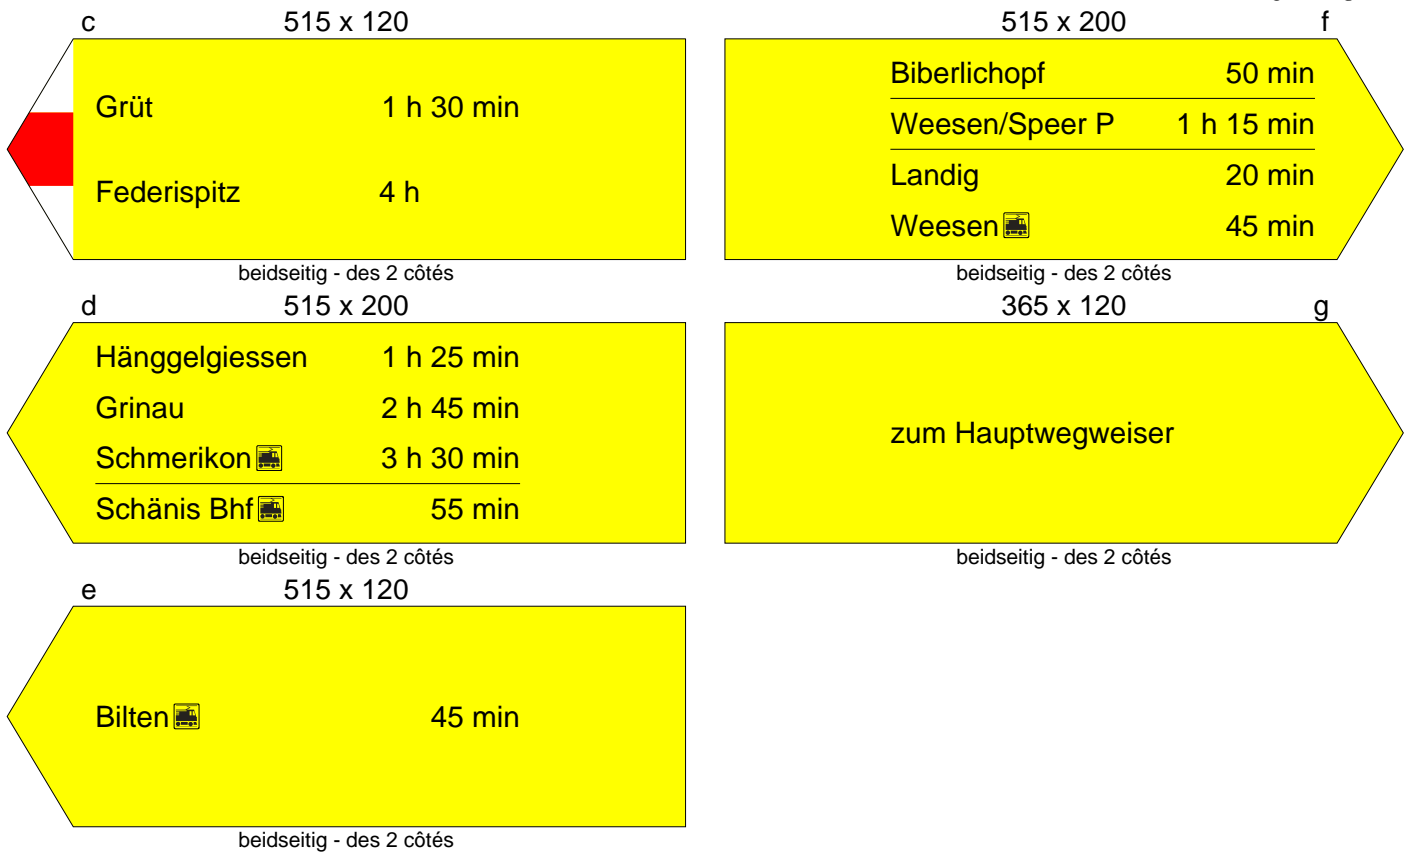 c 515 x 120
Grüt 1 h 30 min
Federispitz 4 h
beidseitig - des 2 côtés
515 x 200 f
Biberlichopf 50 min
Weesen/Speer P 1 h 15 min
Landig 20 min
Weesen 45 min
beidseitig - des 2 côtés
d 515 x 200
Hänggelgiessen 1 h 25 min
Grinau 2 h 45 min
Schmerikon 3 h 30 min
Schänis Bhf 55 min
beidseitig - des 2 côtés
365 x 120 g
zum Hauptwegweiser
beidseitig - des 2 côtés
e 515 x 120
Bilten 45 min
beidseitig - des 2 côtés